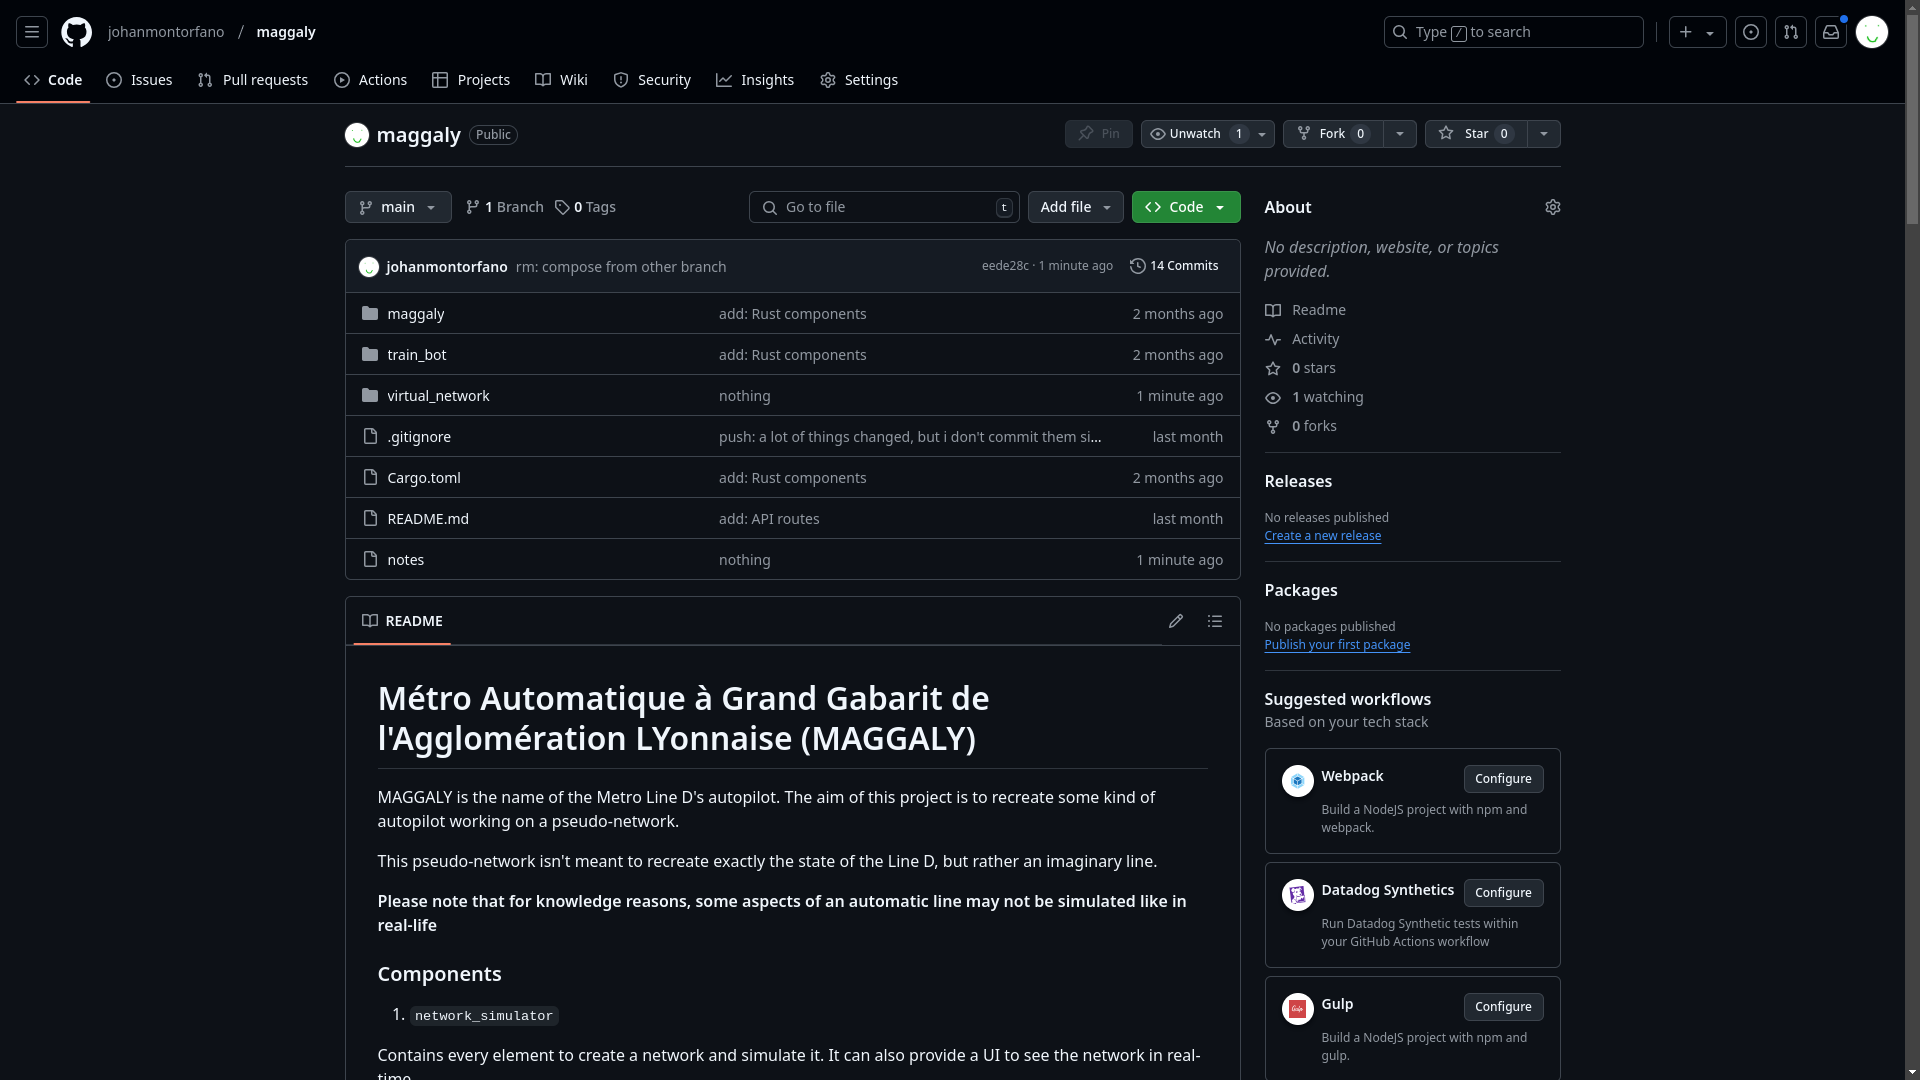 johanmontorfano / maggaly
Type / to search
Code Issues Pull requests Actions Projects Wiki Security Insights Settings
maggaly Public
Pin Unwatch 1 Fork 0 Star 0
main 1 Branch 0 Tags Go to file t Add file Code
johanmontorfano rm: compose from other branch eede28c · 1 minute ago 14 Commits
maggaly add: Rust components 2 months ago
train_bot add: Rust components 2 months ago
virtual_network nothing 1 minute ago
.gitignore push: a lot of things changed, but i don't commit them si... last month
Cargo.toml add: Rust components 2 months ago
README.md add: API routes last month
notes nothing 1 minute ago
README
Métro Automatique à Grand Gabarit de
l'Agglomération LYonnaise (MAGGALY)
MAGGALY is the name of the Metro Line D's autopilot. The aim of this project is to recreate some kind of
autopilot working on a pseudo-network.
This pseudo-network isn't meant to recreate exactly the state of the Line D, but rather an imaginary line.
Please note that for knowledge reasons, some aspects of an automatic line may not be simulated like in
real-life
Components
1. network_simulator
Contains every element to create a network and simulate it. It can also provide a UI to see the network in real-
time.
About
No description, website, or topics
provided.
Readme
Activity
0 stars
1 watching
0 forks
Releases
No releases published
Create a new release
Packages
No packages published
Publish your first package
Suggested workflows
Based on your tech stack
Webpack Configure
Build a NodeJS project with npm and
webpack.
Datadog Synthetics Configure
Run Datadog Synthetic tests within
your GitHub Actions workflow
Gulp Configure
Build a NodeJS project with npm and
gulp.